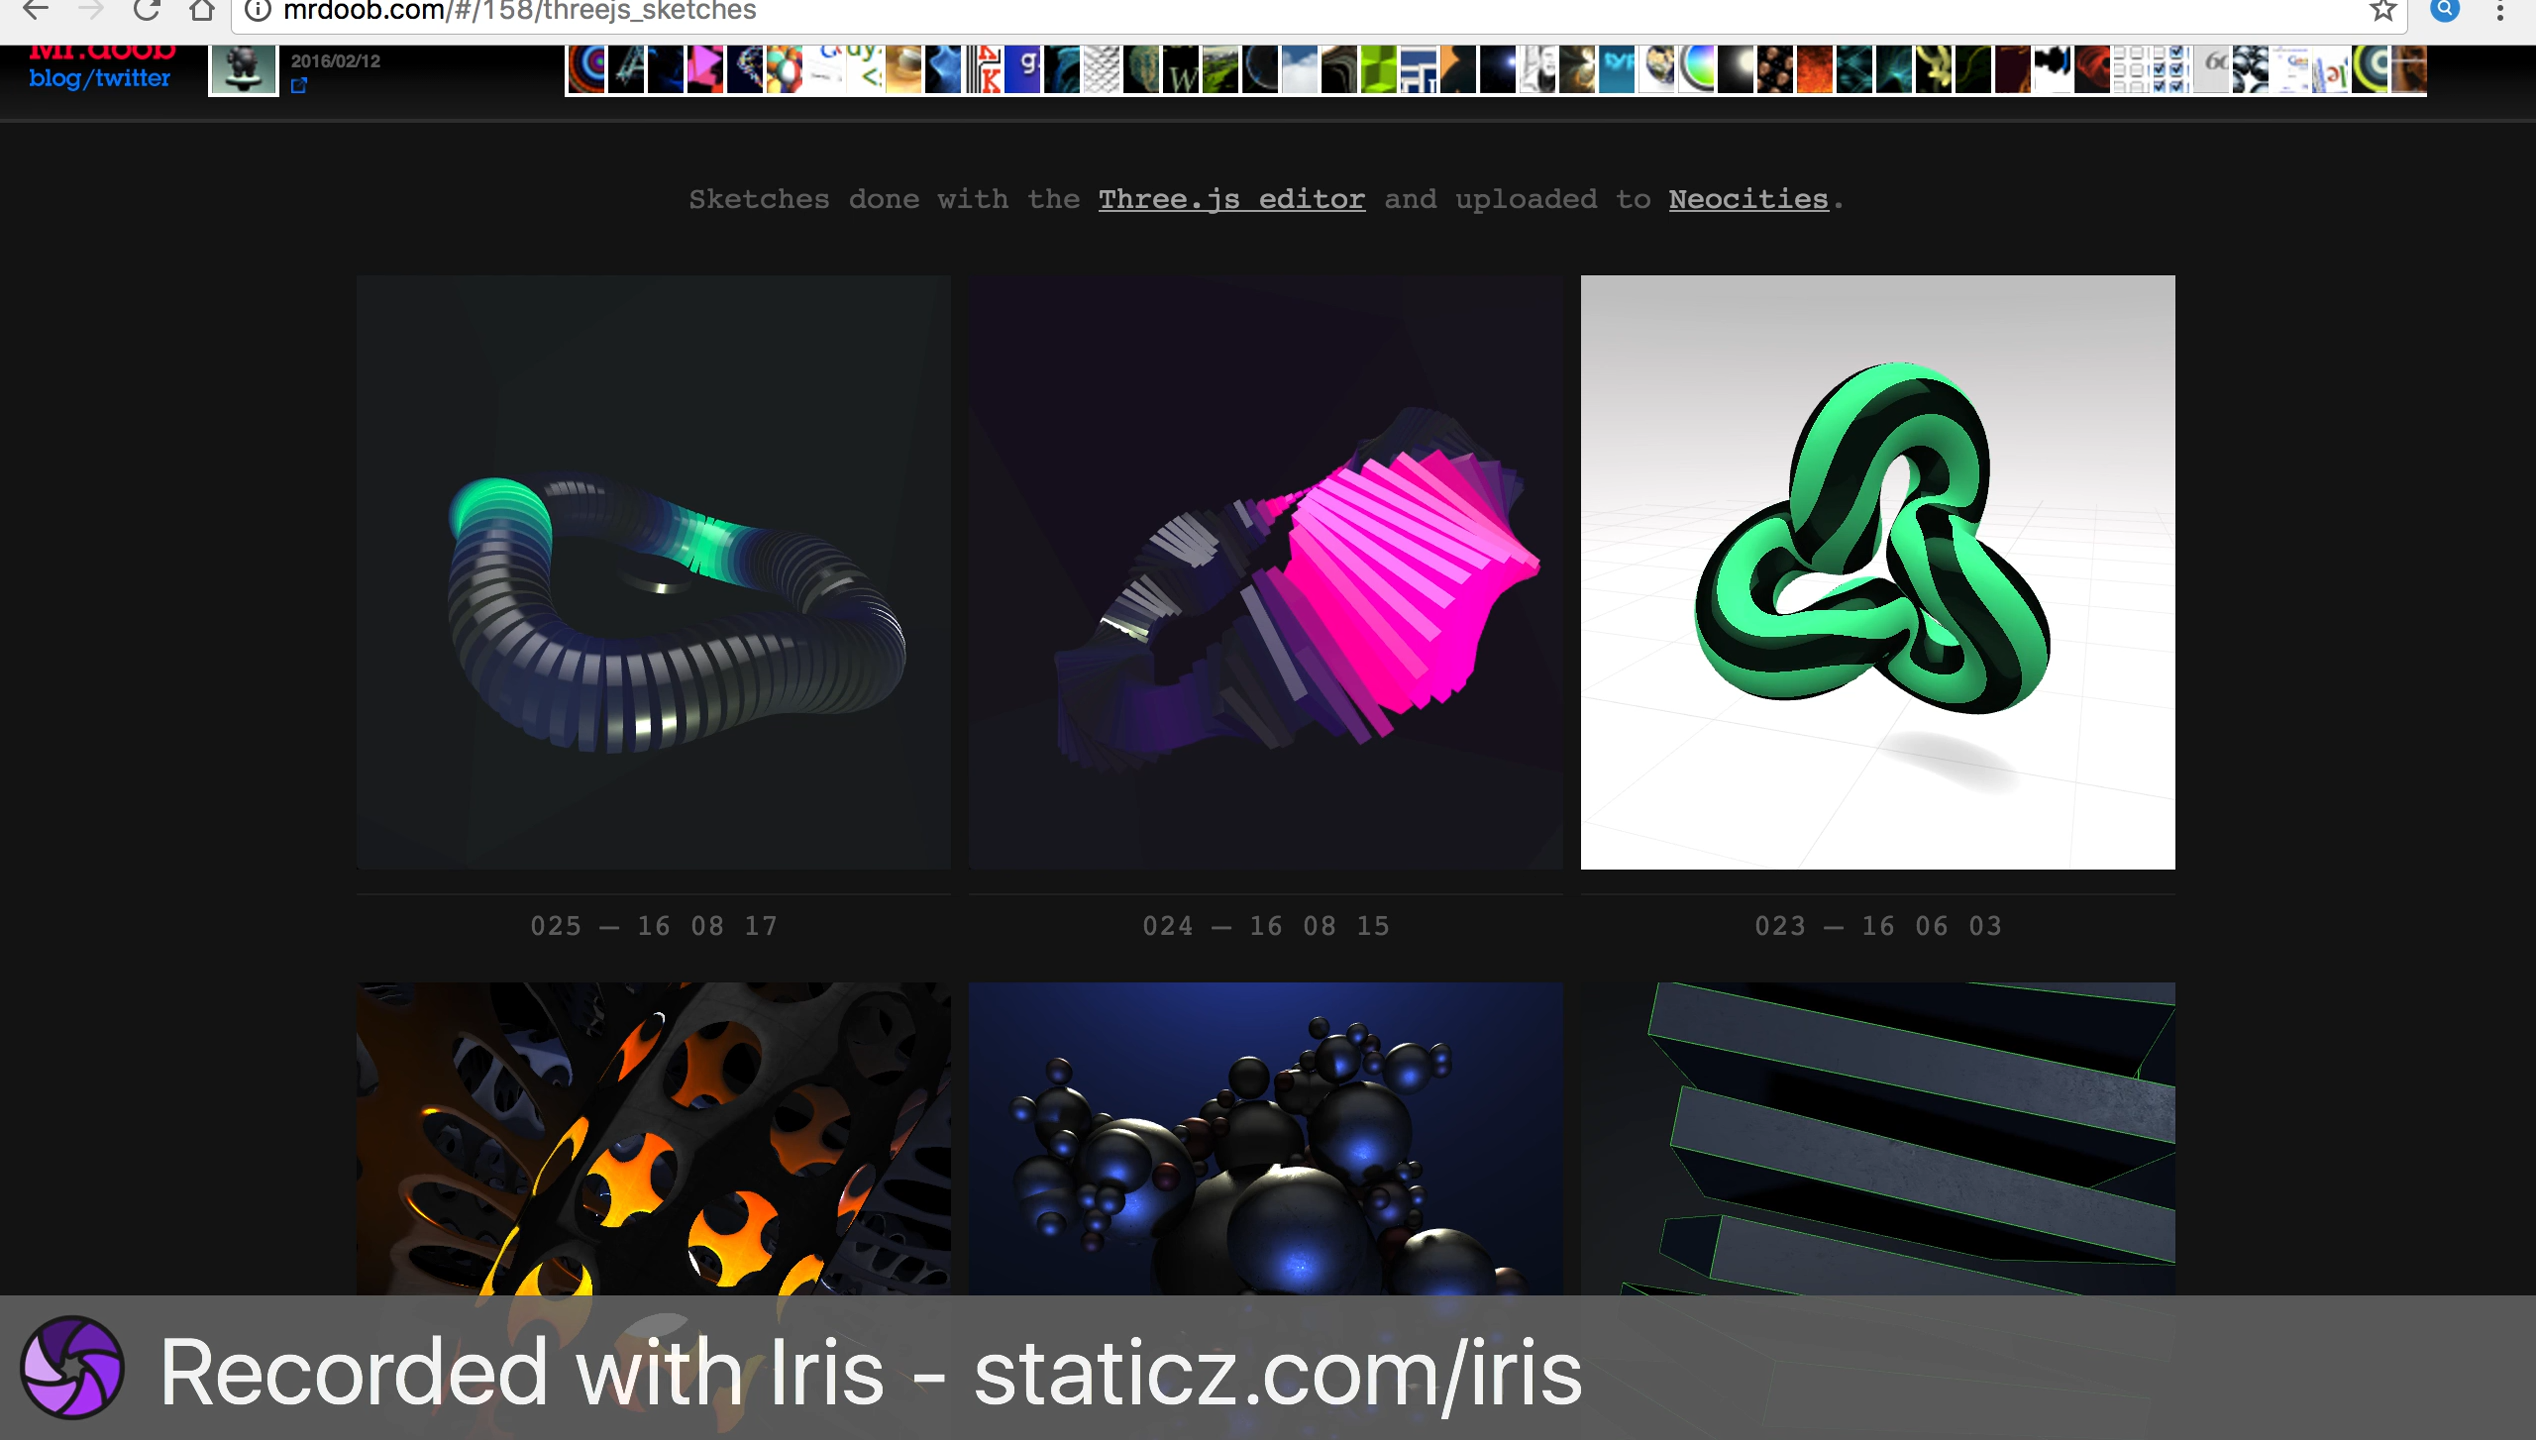 mrdoob.com/#/158/threejs_sketches
Mr.doob
blog/twitter
2016/02/12
Sketches done with the Three.js editor and uploaded to Neocities.
025 — 16 08 17
024 — 16 08 15
023 — 16 06 03
Recorded with Iris - staticz.com/iris